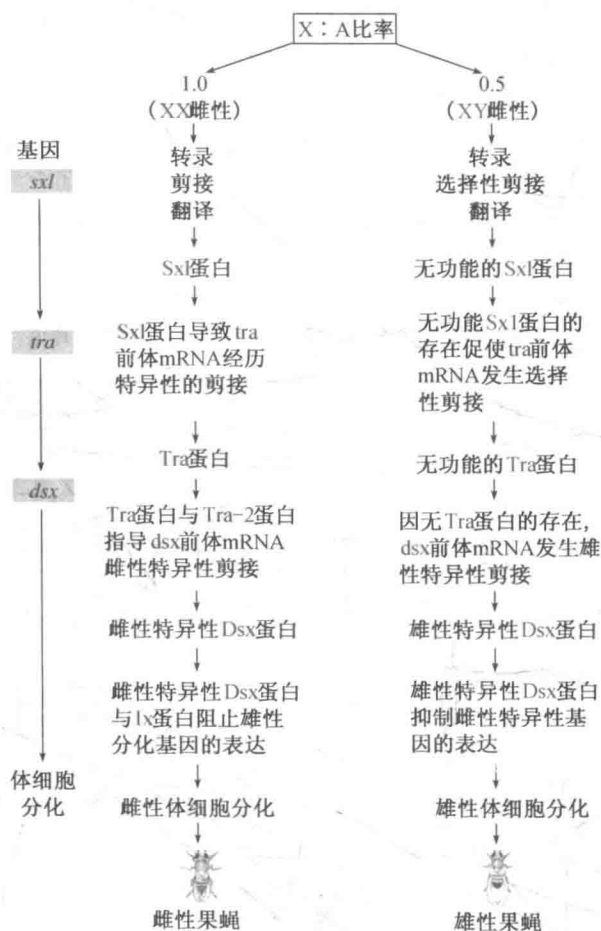 X：A比率
1.0
（XX雌性）
0.5
（XY雌性）
基因
sxl
转录
剪接
翻译
转录
选择性剪接
翻译
Sxl蛋白
无功能的Sxl蛋白
tra
Sxl蛋白导致tra
前体mRNA经历
特异性的剪接
无功能Sxl蛋白的
存在促使tra前体
mRNA发生选择
性剪接
Tra蛋白
无功能的Tra蛋白
dsx
Tra蛋白与Tra-2蛋白
指导dsx前体mRNA
雌性特异性剪接
因无Tra蛋白的存在，
dsx前体mRNA发生雄
性特异性剪接
雌性特异性Dsx蛋白
雄性特异性Dsx蛋白
雌性特异性Dsx蛋白
与Ix蛋白阻止雄性
分化基因的表达
雄性特异性Dsx蛋白
抑制雌性特异性基
因的表达
体细胞
分化
雌性体细胞分化
雄性体细胞分化
雌性果蝇
雄性果蝇